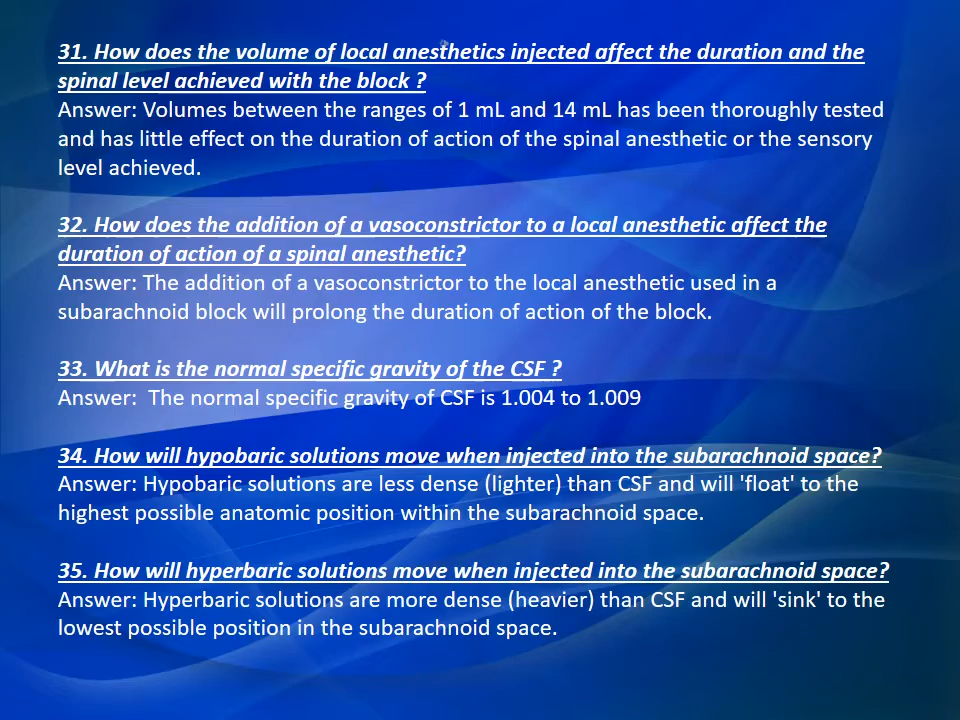 31. How does the volume of local anesthetics injected affect the duration and the
spinal level achieved with the block ?
Answer: Volumes between the ranges of 1 mL and 14 mL has been thoroughly tested
and has little effect on the duration of action of the spinal anesthetic or the sensory
level achieved.
32. How does the addition of a vasoconstrictor to a local anesthetic affect the
duration of action of a spinal anesthetic?
Answer: The addition of a vasoconstrictor to the local anesthetic used in a
subarachnoid block will prolong the duration of action of the block.
33. What is the normal specific gravity of the CSF ?
Answer:  The normal specific gravity of CSF is 1.004 to 1.009
34. How will hypobaric solutions move when injected into the subarachnoid space?
Answer: Hypobaric solutions are less dense (lighter) than CSF and will 'float' to the
highest possible anatomic position within the subarachnoid space.
35. How will hyperbaric solutions move when injected into the subarachnoid space?
Answer: Hyperbaric solutions are more dense (heavier) than CSF and will 'sink' to the
lowest possible position in the subarachnoid space.